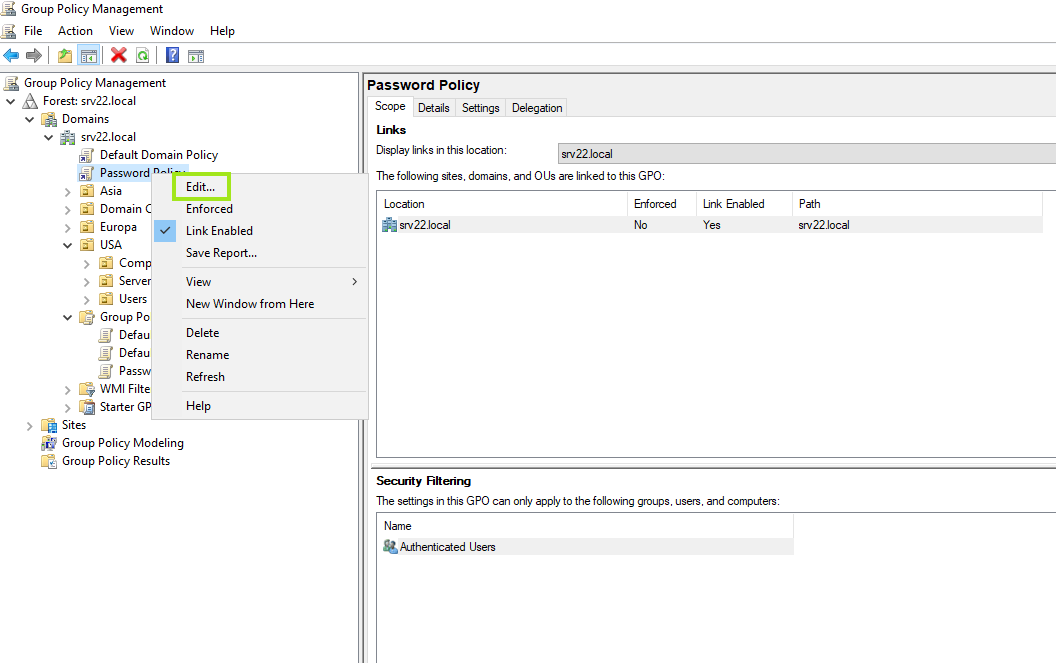 Group Policy Management
File Action View Window Help
Group Policy Management
Forest: srv22.local
Domains
srv22.local
Default Domain Policy
Password Policy
Asia
Domain C
Europa
USA
Comp
Server
Users
Group Po
Defau
Defau
Passw
WMI Filte
Starter GP
Sites
Group Policy Modeling
Group Policy Results
Edit...
Enforced
Link Enabled
Save Report...
View
New Window from Here
Delete
Rename
Refresh
Help
Password Policy
Scope Details Settings Delegation
Links
Display links in this location: srv22.local
The following sites, domains, and OUs are linked to this GPO:
Location Enforced Link Enabled Path
srv22.local No Yes srv22.local
Security Filtering
The settings in this GPO can only apply to the following groups, users, and computers:
Name
Authenticated Users